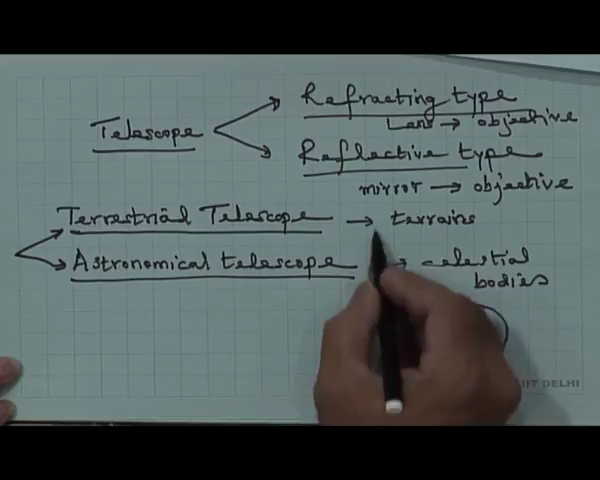 Refracting type
Lens → objective
Telescope
Reflective type
mirror → objective
Terrestrial Telescope → terrains
Astronomical telescope → celestial
bodies
IIT DELHI